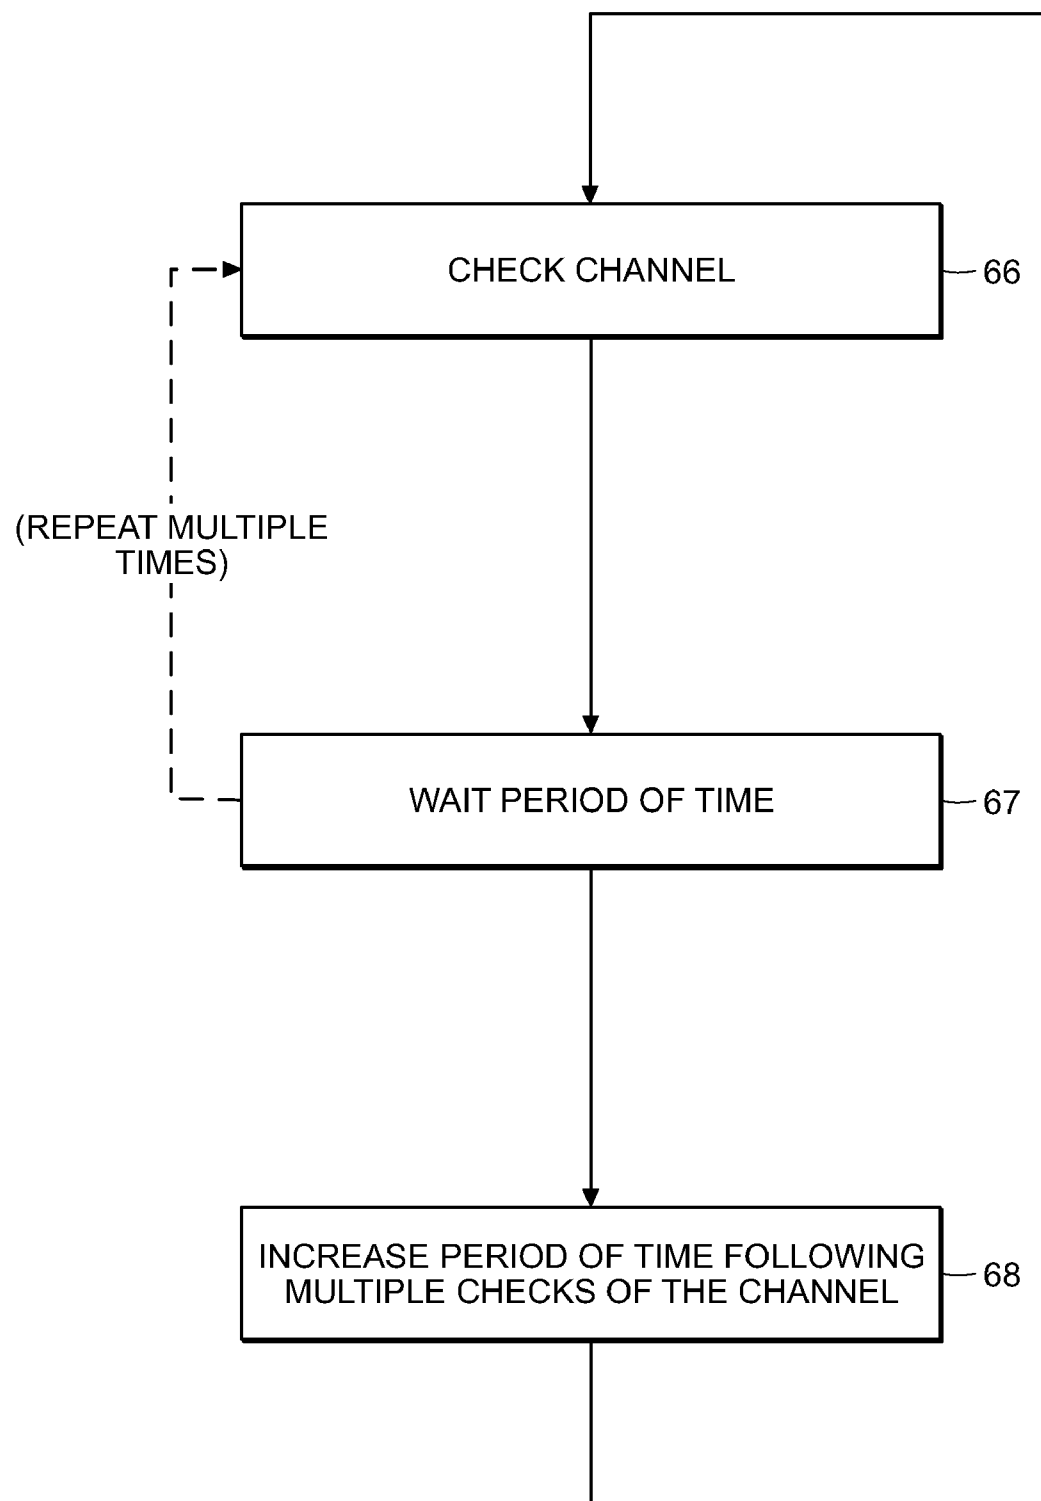 CHECK CHANNEL
66
(REPEAT MULTIPLE
TIMES)
WAIT PERIOD OF TIME
67
INCREASE PERIOD OF TIME FOLLOWING
MULTIPLE CHECKS OF THE CHANNEL
68